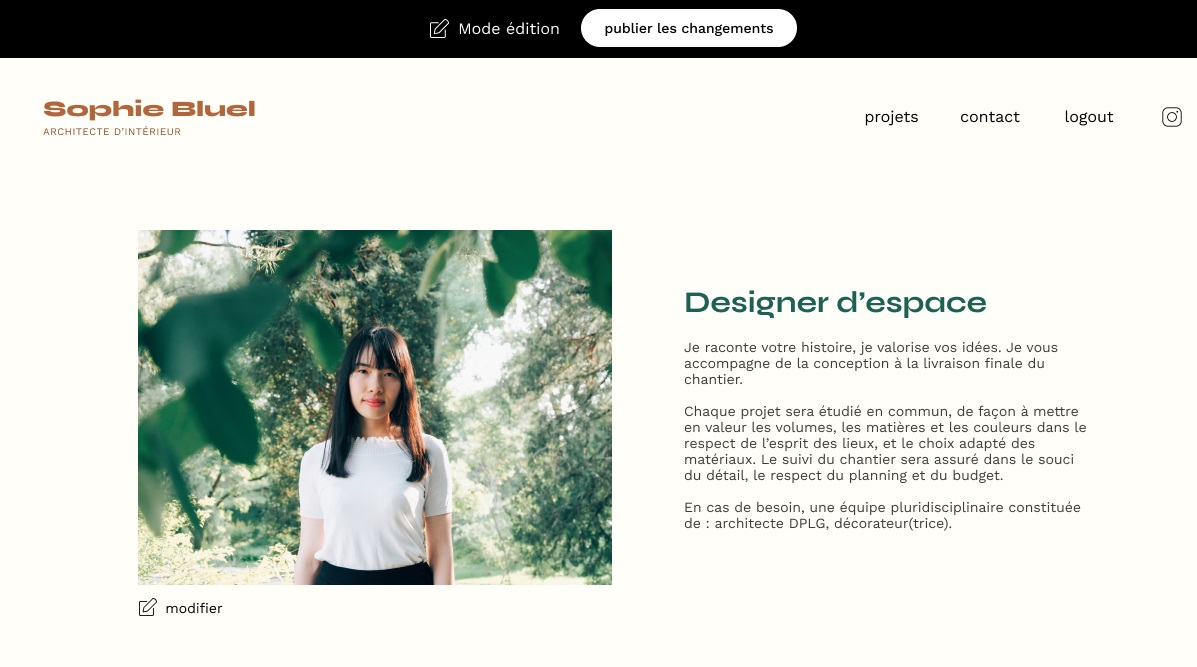 Mode édition
publier les changements
Sophie Bluel
ARCHITECTE D’INTÉRIEUR
projets
contact
logout
Designer d’espace
Je raconte votre histoire, je valorise vos idées. Je vous
accompagne de la conception à la livraison finale du
chantier.
Chaque projet sera étudié en commun, de façon à mettre
en valeur les volumes, les matières et les couleurs dans le
respect de l’esprit des lieux, et le choix adapté des
matériaux. Le suivi du chantier sera assuré dans le souci
du détail, le respect du planning et du budget.
En cas de besoin, une équipe pluridisciplinaire constituée
de : architecte DPLG, décorateur(trice).
modifier